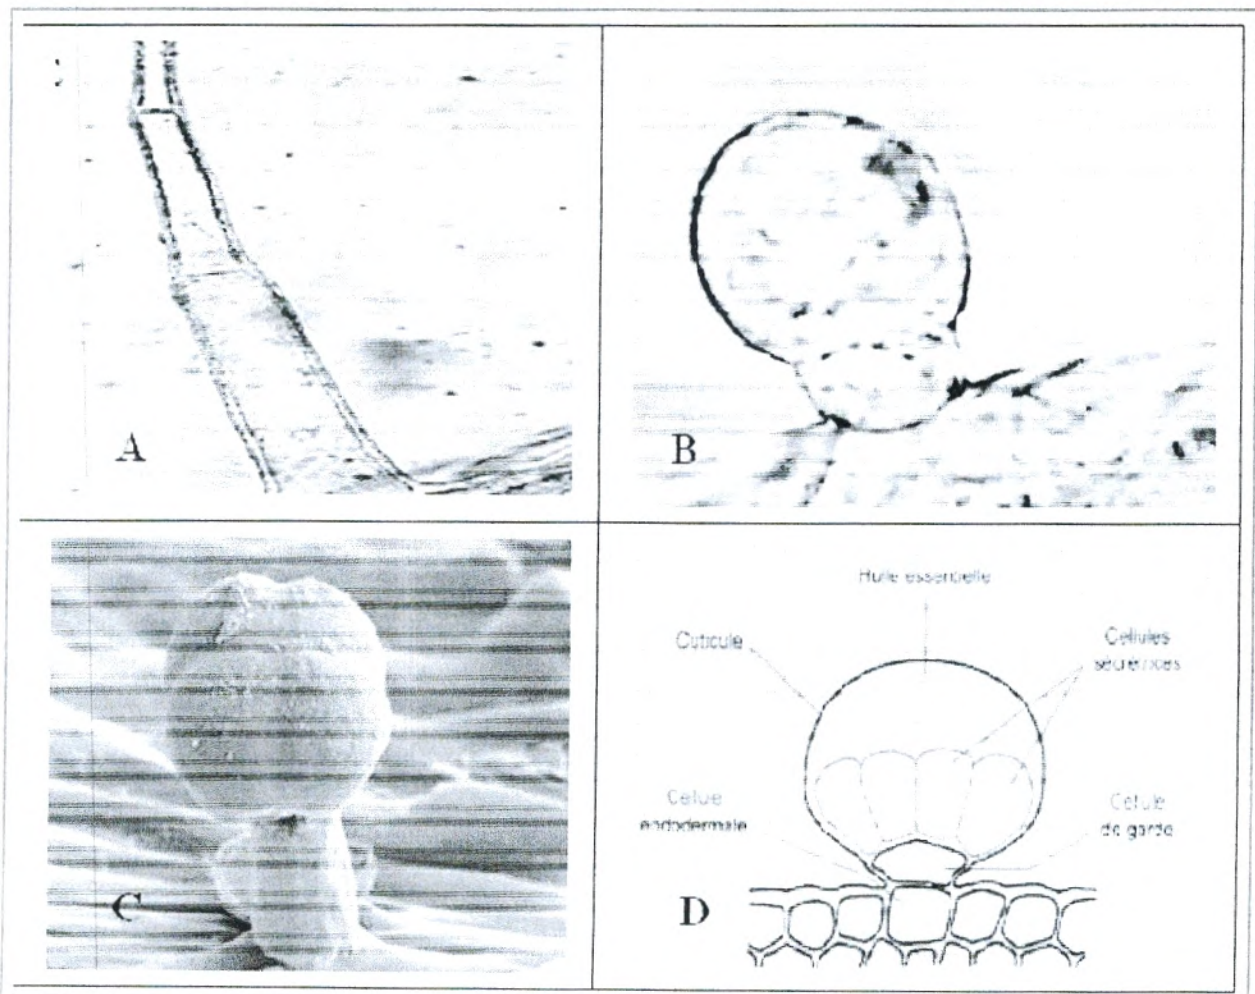 A
B
C
Huile essentielle
Cuticule
Cellules
sécrétrices
Cellule
endodermale
Cellule
de garde
D